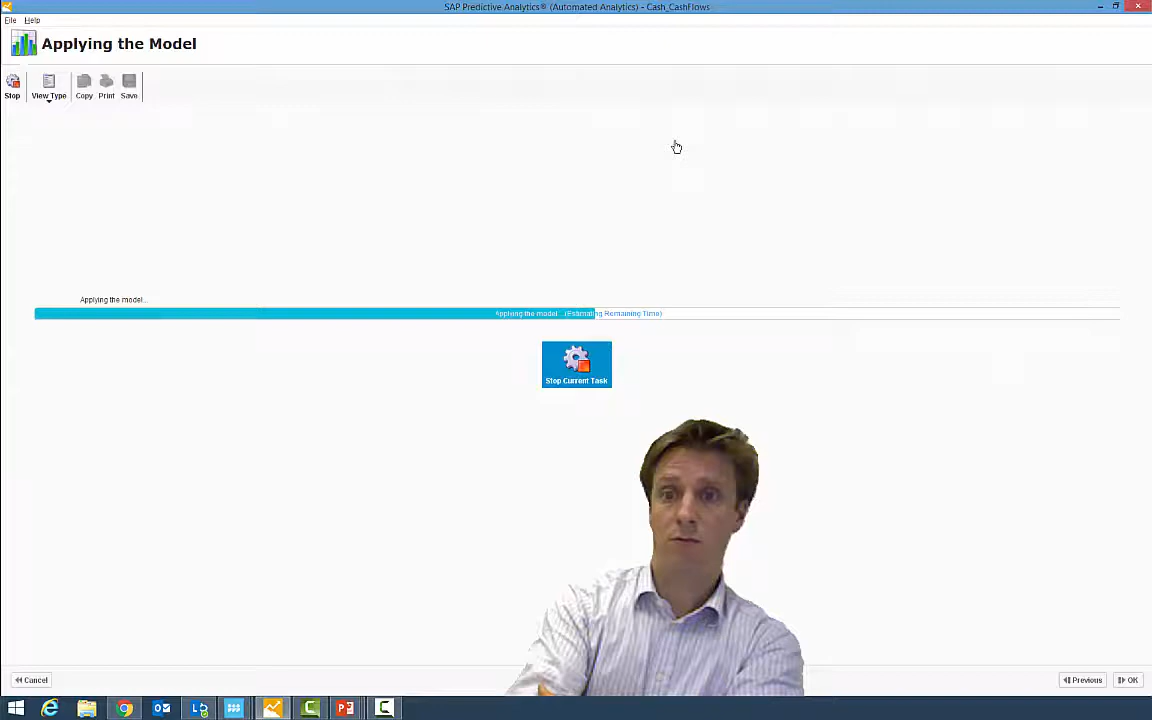 SAP Predictive Analytics® (Automated Analytics) - Cash_CashFlows
File Help
Applying the Model
Stop View Type Copy Print Save
Applying the model...
Applying the model...(Estimating Remaining Time)
Stop Current Task
Cancel Previous OK